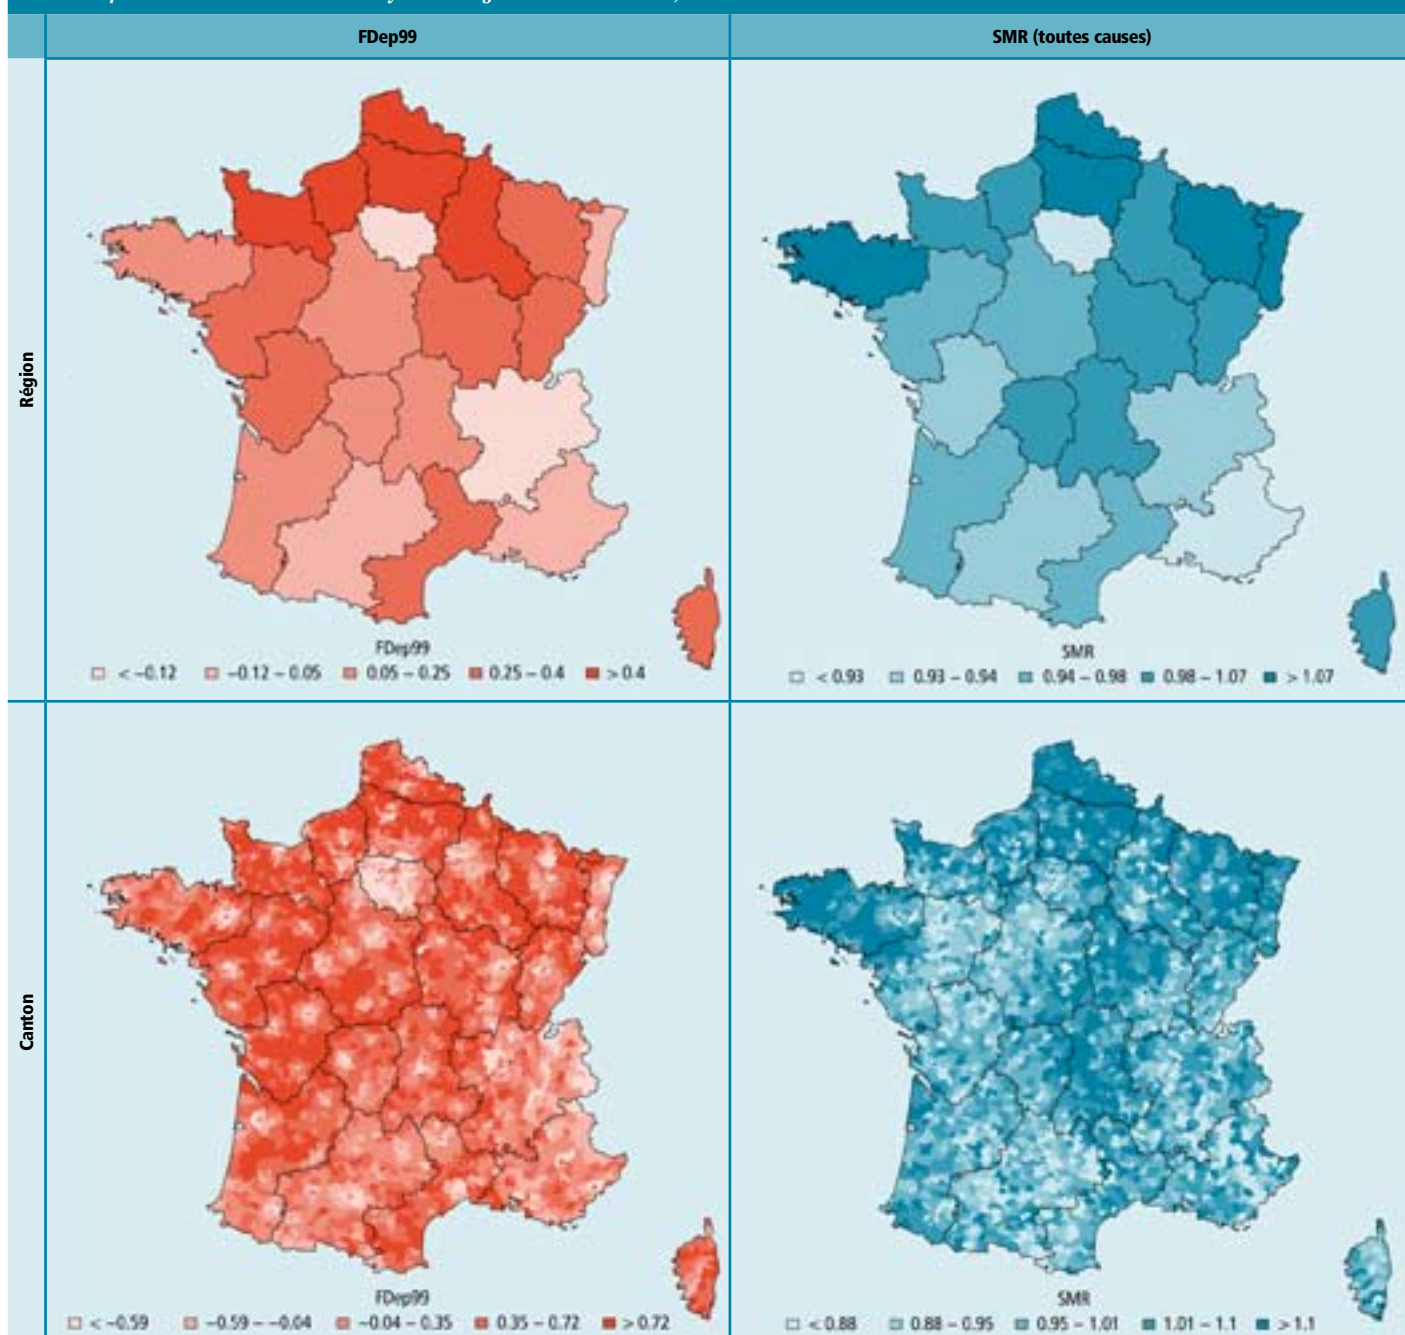 FDep99
SMR (toutes causes)
Région
FDep99
< –0.12
–0.12 – 0.05
0.05 – 0.25
0.25 – 0.4
> 0.4
SMR
< 0.93
0.93 – 0.94
0.94 – 0.98
0.98 – 1.07
> 1.07
Canton
FDep99
< –0.59
–0.59 – –0.04
–0.04 – 0.35
0.35 – 0.72
> 0.72
SMR
< 0.88
0.88 – 0.95
0.95 – 1.01
1.01 – 1.1
> 1.1